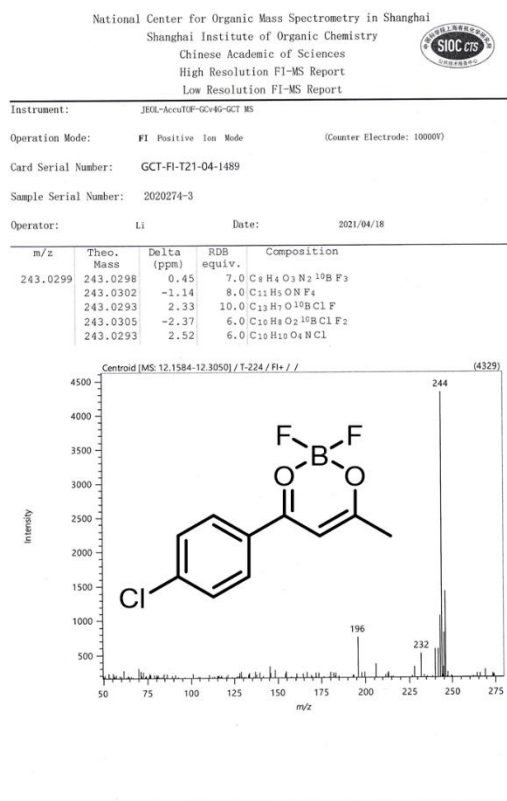 National Center for Organic Mass Spectrometry in Shanghai
Shanghai Institute of Organic Chemistry
Chinese Academic of Sciences
High Resolution FI-MS Report
Low Resolution FI-MS Report
SIOC CTS
Instrument: JEOL-AccuTOF-GCv4G-GCT MS
Operation Mode: FI Positive Ion Mode (Counter Electrode: 10000V)
Card Serial Number: GCT-FI-T21-04-1489
Sample Serial Number: 2020274-3
Operator: Li Date: 2021/04/18
m/z Theo. Delta RDB Composition
Mass (ppm) equiv.
243.0299 243.0298 0.45 7.0 C8 H4 O3 N2 10B F3
243.0302 -1.14 8.0 C11 H5 O N F4
243.0293 2.33 10.0 C13 H7 O 10B Cl F
243.0305 -2.37 6.0 C10 H8 O2 10B Cl F2
243.0293 2.52 6.0 C10 H10 O4 N Cl
Centroid [MS: 12.1584-12.3050] / T-224 / FI+ / / (4329)
4500
244
4000
3500
F F
B
O O
3000
2500
Intensity
2000
1500
Cl
1000
196
232
500
50 75 100 125 150 175 200 225 250 275
m/z